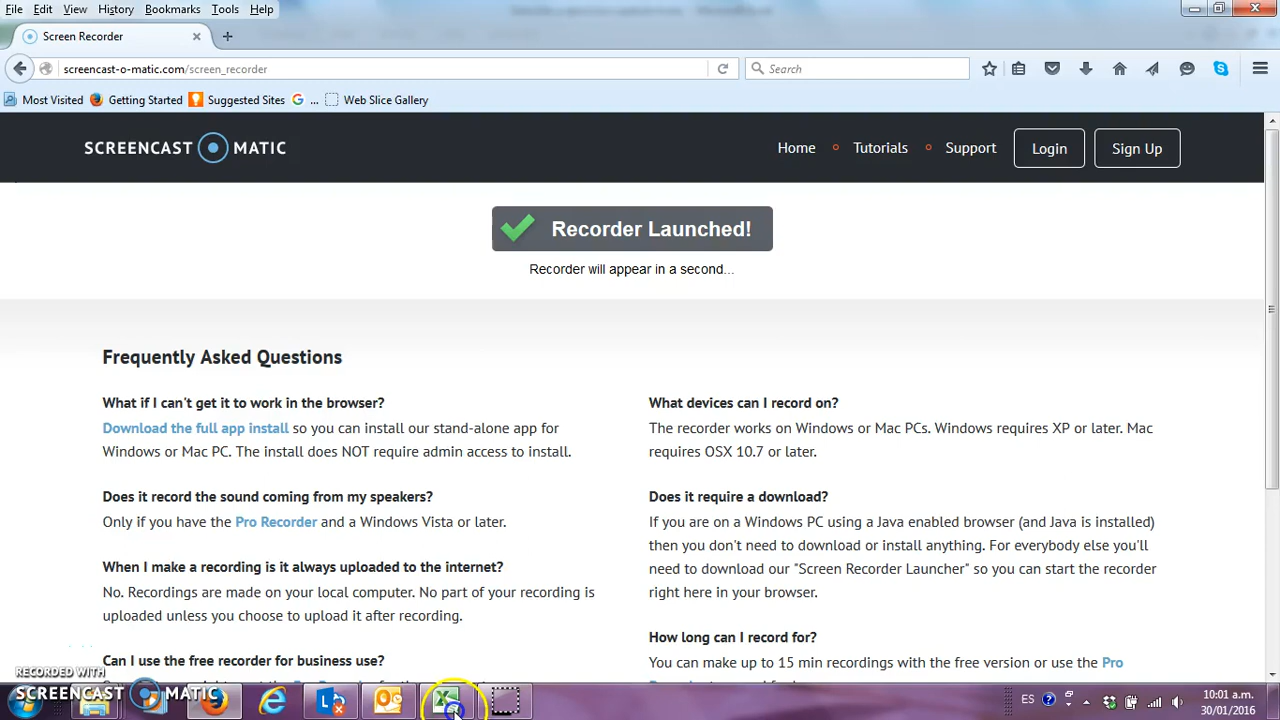 File Edit View History Bookmarks Tools Help
Screen Recorder
screencast-o-matic.com/screen_recorder
Search
Most Visited Getting Started Suggested Sites ... Web Slice Gallery
SCREENCAST MATIC
Home Tutorials Support Login Sign Up
Recorder Launched!
Recorder will appear in a second...
Frequently Asked Questions
What if I can't get it to work in the browser?
Download the full app install so you can install our stand-alone app for
Windows or Mac PC. The install does NOT require admin access to install.
Does it record the sound coming from my speakers?
Only if you have the Pro Recorder and a Windows Vista or later.
When I make a recording is it always uploaded to the internet?
No. Recordings are made on your local computer. No part of your recording is
uploaded unless you choose to upload it after recording.
Can I use the free recorder for business use?
What devices can I record on?
The recorder works on Windows or Mac PCs. Windows requires XP or later. Mac
requires OSX 10.7 or later.
Does it require a download?
If you are on a Windows PC using a Java enabled browser (and Java is installed)
then you don't need to download or install anything. For everybody else you'll
need to download our "Screen Recorder Launcher" so you can start the recorder
right here in your browser.
How long can I record for?
You can make up to 15 min recordings with the free version or use the Pro
RECORDED WITH
SCREENCAST MATIC
ES
10:01 a.m.
30/01/2016